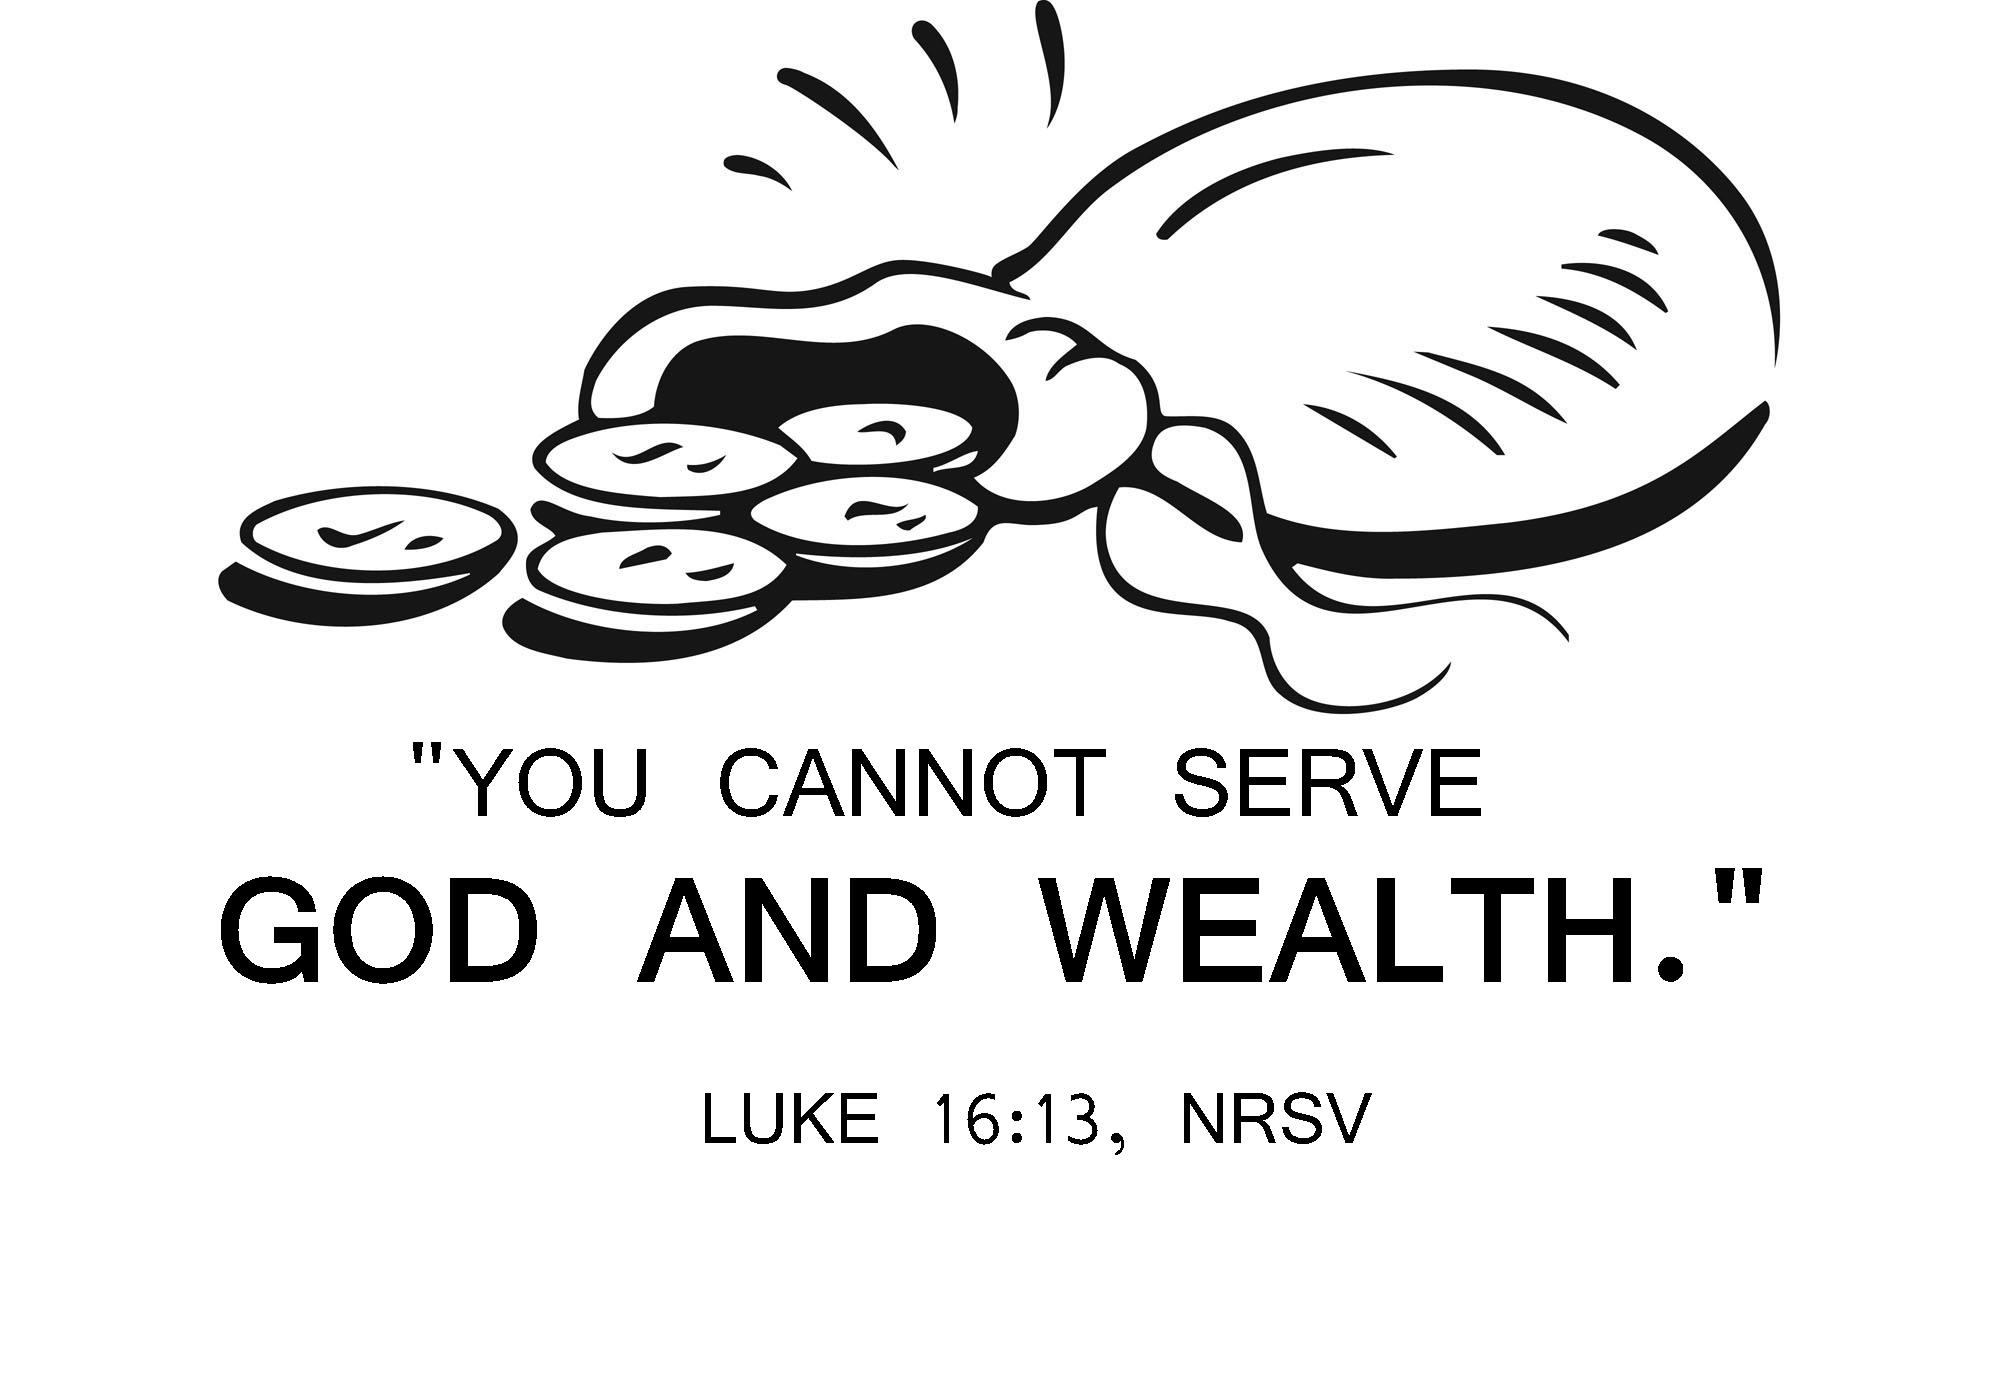 "YOU CANNOT SERVE
GOD AND WEALTH."
LUKE 16:13, NRSV